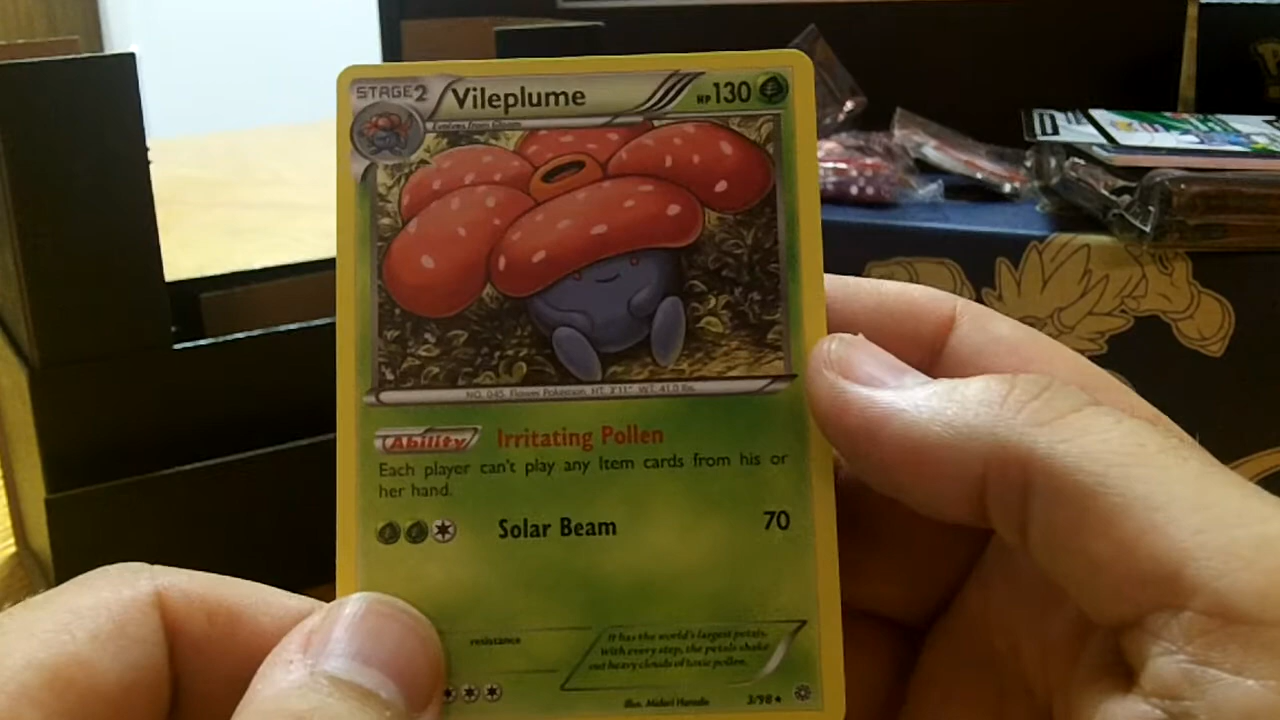 STAGE2 Vileplume HP130
Evolves from Gloom
NO. 045 Flower Pokémon HT: 3'11" WT: 41.0 lbs.
Ability Irritating Pollen
Each player can't play any Item cards from his or
her hand.
Solar Beam 70
resistance
It has the world's largest petals.
With every step, the petals shake
out heavy clouds of toxic pollen.
Illus. Midori Harada 3/98